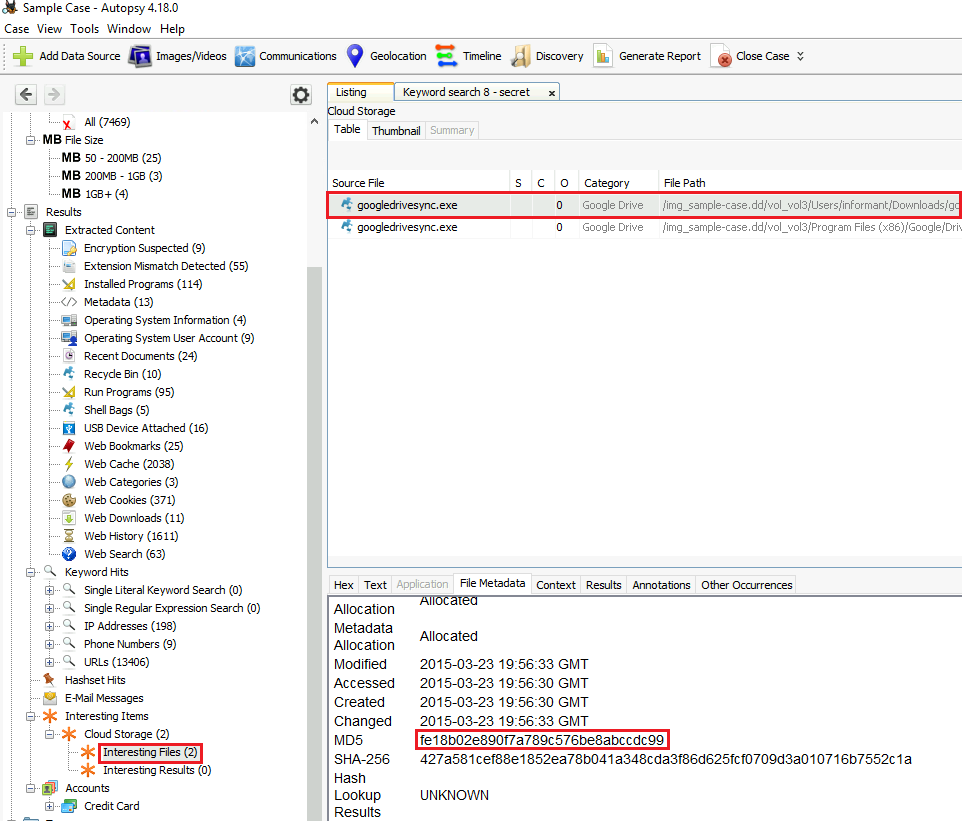 Sample Case - Autopsy 4.18.0
Case View Tools Window Help
Add Data Source Images/Videos Communications Geolocation Timeline Discovery Generate Report Close Case
All (7469)
MB File Size
MB 50 - 200MB (25)
MB 200MB - 1GB (3)
MB 1GB+ (4)
Results
Extracted Content
Encryption Suspected (9)
Extension Mismatch Detected (55)
Installed Programs (114)
Metadata (13)
Operating System Information (4)
Operating System User Account (9)
Recent Documents (24)
Recycle Bin (10)
Run Programs (95)
Shell Bags (5)
USB Device Attached (16)
Web Bookmarks (25)
Web Cache (2038)
Web Categories (3)
Web Cookies (371)
Web Downloads (11)
Web History (1611)
Web Search (63)
Keyword Hits
Single Literal Keyword Search (0)
Single Regular Expression Search (0)
IP Addresses (198)
Phone Numbers (9)
URLs (13406)
Hashset Hits
E-Mail Messages
Interesting Items
Cloud Storage (2)
Interesting Files (2)
Interesting Results (0)
Accounts
Credit Card
Listing Keyword search 8 - secret x
Cloud Storage
Table Thumbnail Summary
Source File S C O Category File Path
googledrivesync.exe 0 Google Drive /img_sample-case.dd/vol_vol3/Users/informant/Downloads/go
googledrivesync.exe 0 Google Drive /img_sample-case.dd/vol_vol3/Program Files (x86)/Google/Driv
Hex Text Application File Metadata Context Results Annotations Other Occurrences
Allocation Allocated
Metadata
Allocation Allocated
Modified 2015-03-23 19:56:33 GMT
Accessed 2015-03-23 19:56:30 GMT
Created 2015-03-23 19:56:30 GMT
Changed 2015-03-23 19:56:33 GMT
MD5 fe18b02e890f7a789c576be8abccdc99
SHA-256 427a581cef88e1852ea78b041a348cda3f86d625fcf0709d3a010716b7552c1a
Hash
Lookup UNKNOWN
Results